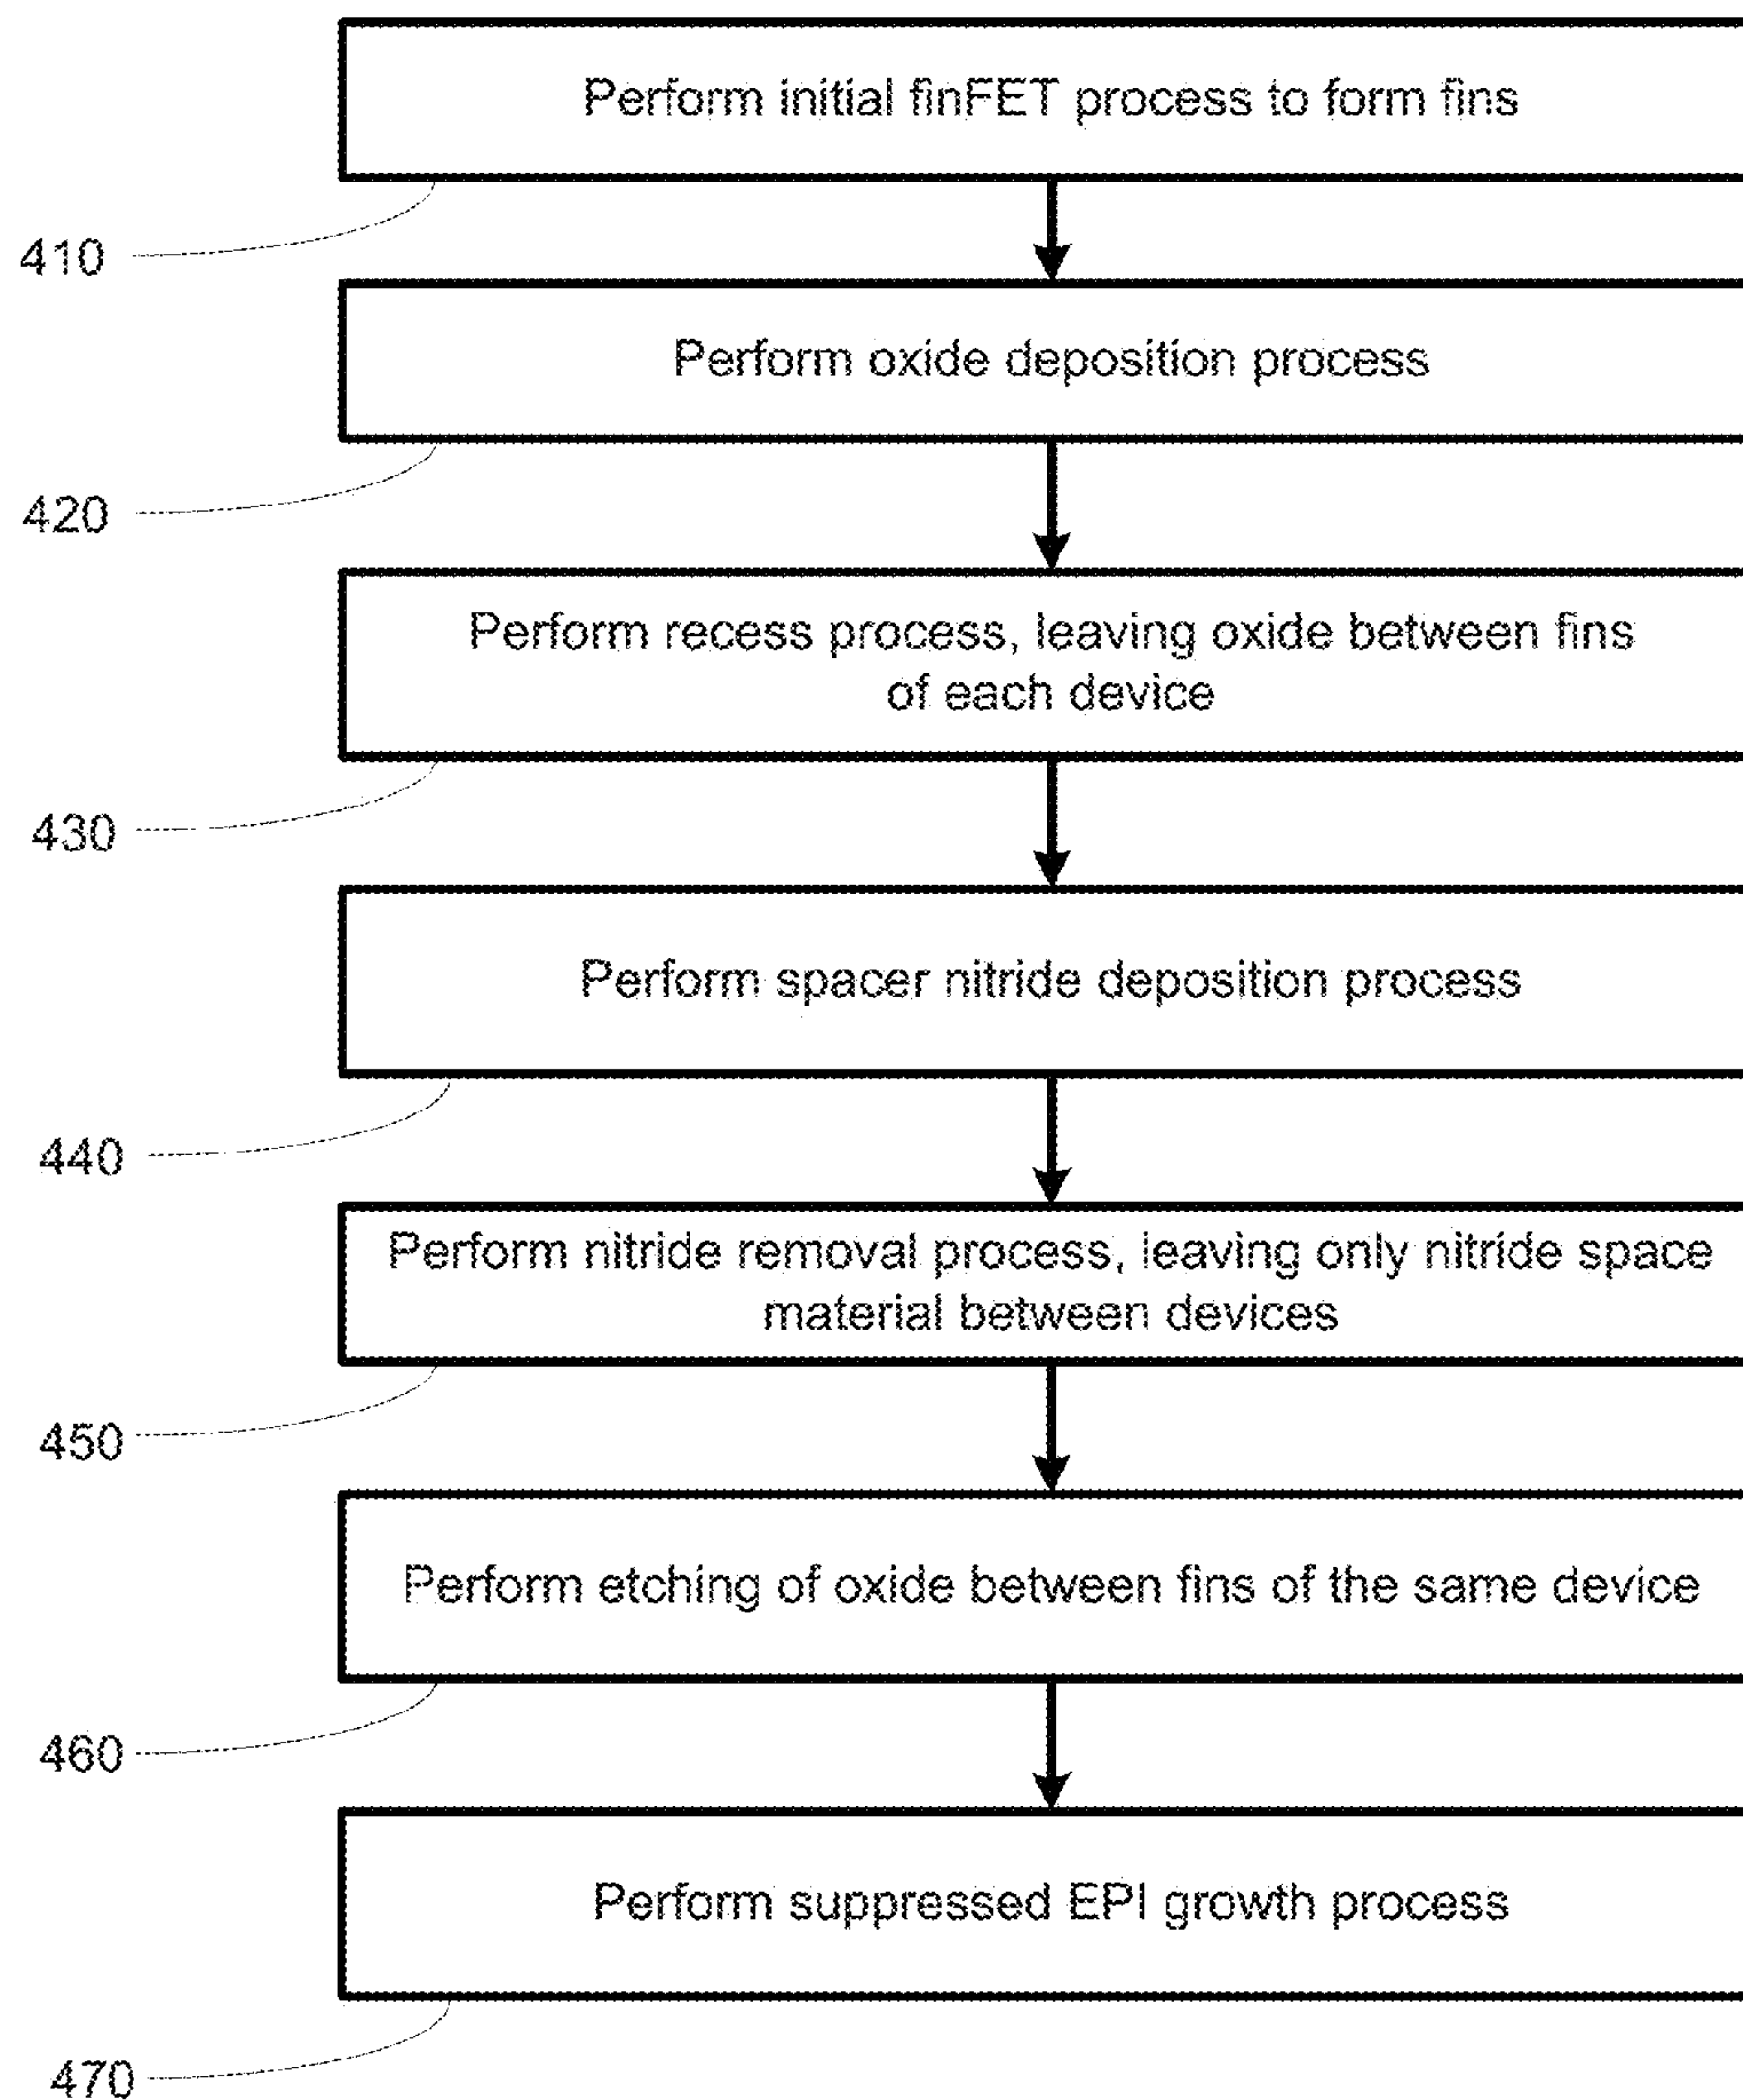 Perform initial finFET process to form fins
410
Perform oxide deposition process
420
Perform recess process, leaving oxide between fins
of each device
430
Perform spacer nitride deposition process
440
Perform nitride removal process, leaving only nitride space
material between devices
450
Perform etching of oxide between fins of the same device
460
Perform suppressed EPI growth process
470